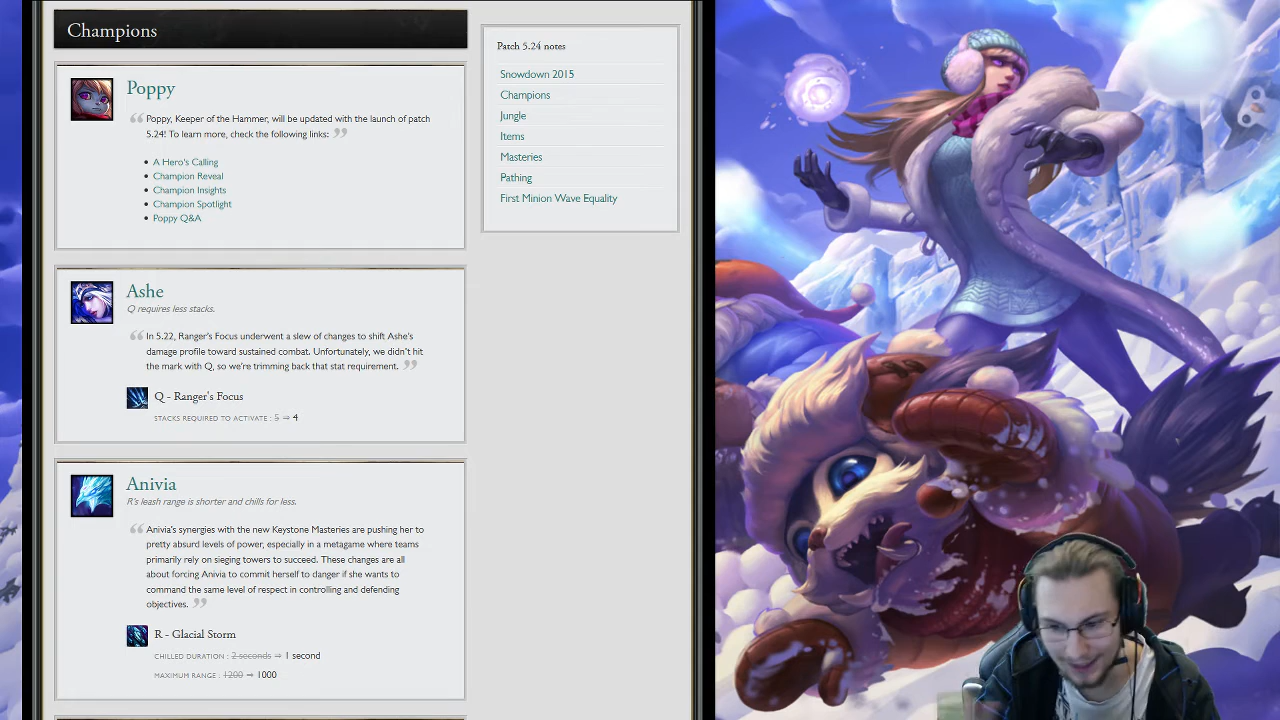 Champions
Poppy
Poppy, Keeper of the Hammer, will be updated with the launch of patch
5.24! To learn more, check the following links:
A Hero's Calling
Champion Reveal
Champion Insights
Champion Spotlight
Poppy Q&A
Ashe
Q requires less stacks.
In 5.22, Ranger's Focus underwent a slew of changes to shift Ashe's
damage profile toward sustained combat. Unfortunately, we didn't hit
the mark with Q, so we're trimming back that stat requirement.
Q - Ranger's Focus
STACKS REQUIRED TO ACTIVATE : 5 ⇒ 4
Anivia
R's leash range is shorter and chills for less.
Anivia's synergies with the new Keystone Masteries are pushing her to
pretty absurd levels of power, especially in a metagame where teams
primarily rely on sieging towers to succeed. These changes are all
about forcing Anivia to commit herself to danger if she wants to
command the same level of respect in controlling and defending
objectives.
R - Glacial Storm
CHILLED DURATION : 2 seconds ⇒ 1 second
MAXIMUM RANGE : 1200 ⇒ 1000
Patch 5.24 notes
Snowdown 2015
Champions
Jungle
Items
Masteries
Pathing
First Minion Wave Equality